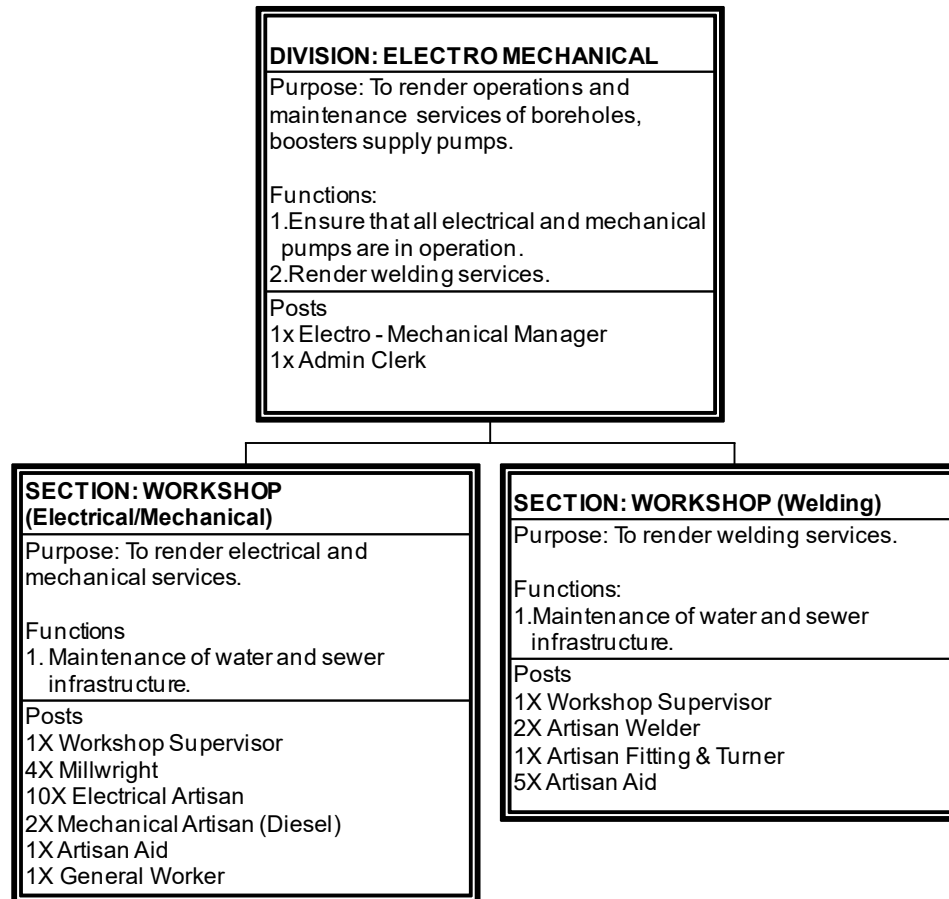 DIVISION: ELECTRO MECHANICAL
Purpose: To render operations and
maintenance services of boreholes,
boosters supply pumps.
Functions:
1.Ensure that all electrical and mechanical
pumps are in operation.
2.Render welding services.
Posts
1x Electro - Mechanical Manager
1x Admin Clerk
SECTION: WORKSHOP
(Electrical/Mechanical)
Purpose: To render electrical and
mechanical services.
Functions
1. Maintenance of water and sewer
infrastructure.
Posts
1X Workshop Supervisor
4X Millwright
10X Electrical Artisan
2X Mechanical Artisan (Diesel)
1X Artisan Aid
1X General Worker
SECTION: WORKSHOP (Welding)
Purpose: To render welding services.
Functions:
1.Maintenance of water and sewer
infrastructure.
Posts
1X Workshop Supervisor
2X Artisan Welder
1X Artisan Fitting & Turner
5X Artisan Aid